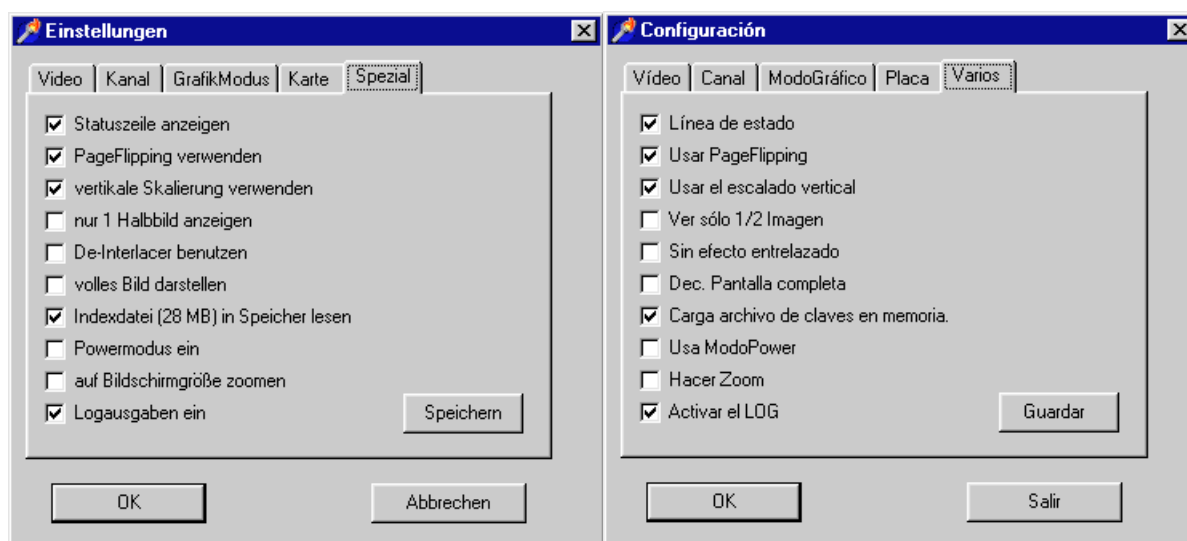 Einstellungen
Video Kanal GrafikModus Karte Spezial
Statuszeile anzeigen
PageFlipping verwenden
vertikale Skalierung verwenden
nur 1 Halbbild anzeigen
De-Interlacer benutzen
volles Bild darstellen
Indexdatei (28 MB) in Speicher lesen
Powermodus ein
auf Bildschirmgröße zoomen
Logausgaben ein
Speichern
OK Abbrechen
Configuración
Vídeo Canal ModoGráfico Placa Varios
Línea de estado
Usar PageFlipping
Usar el escalado vertical
Ver sólo 1/2 Imagen
Sin efecto entrelazado
Dec. Pantalla completa
Carga archivo de claves en memoria.
Usa ModoPower
Hacer Zoom
Activar el LOG
Guardar
OK Salir